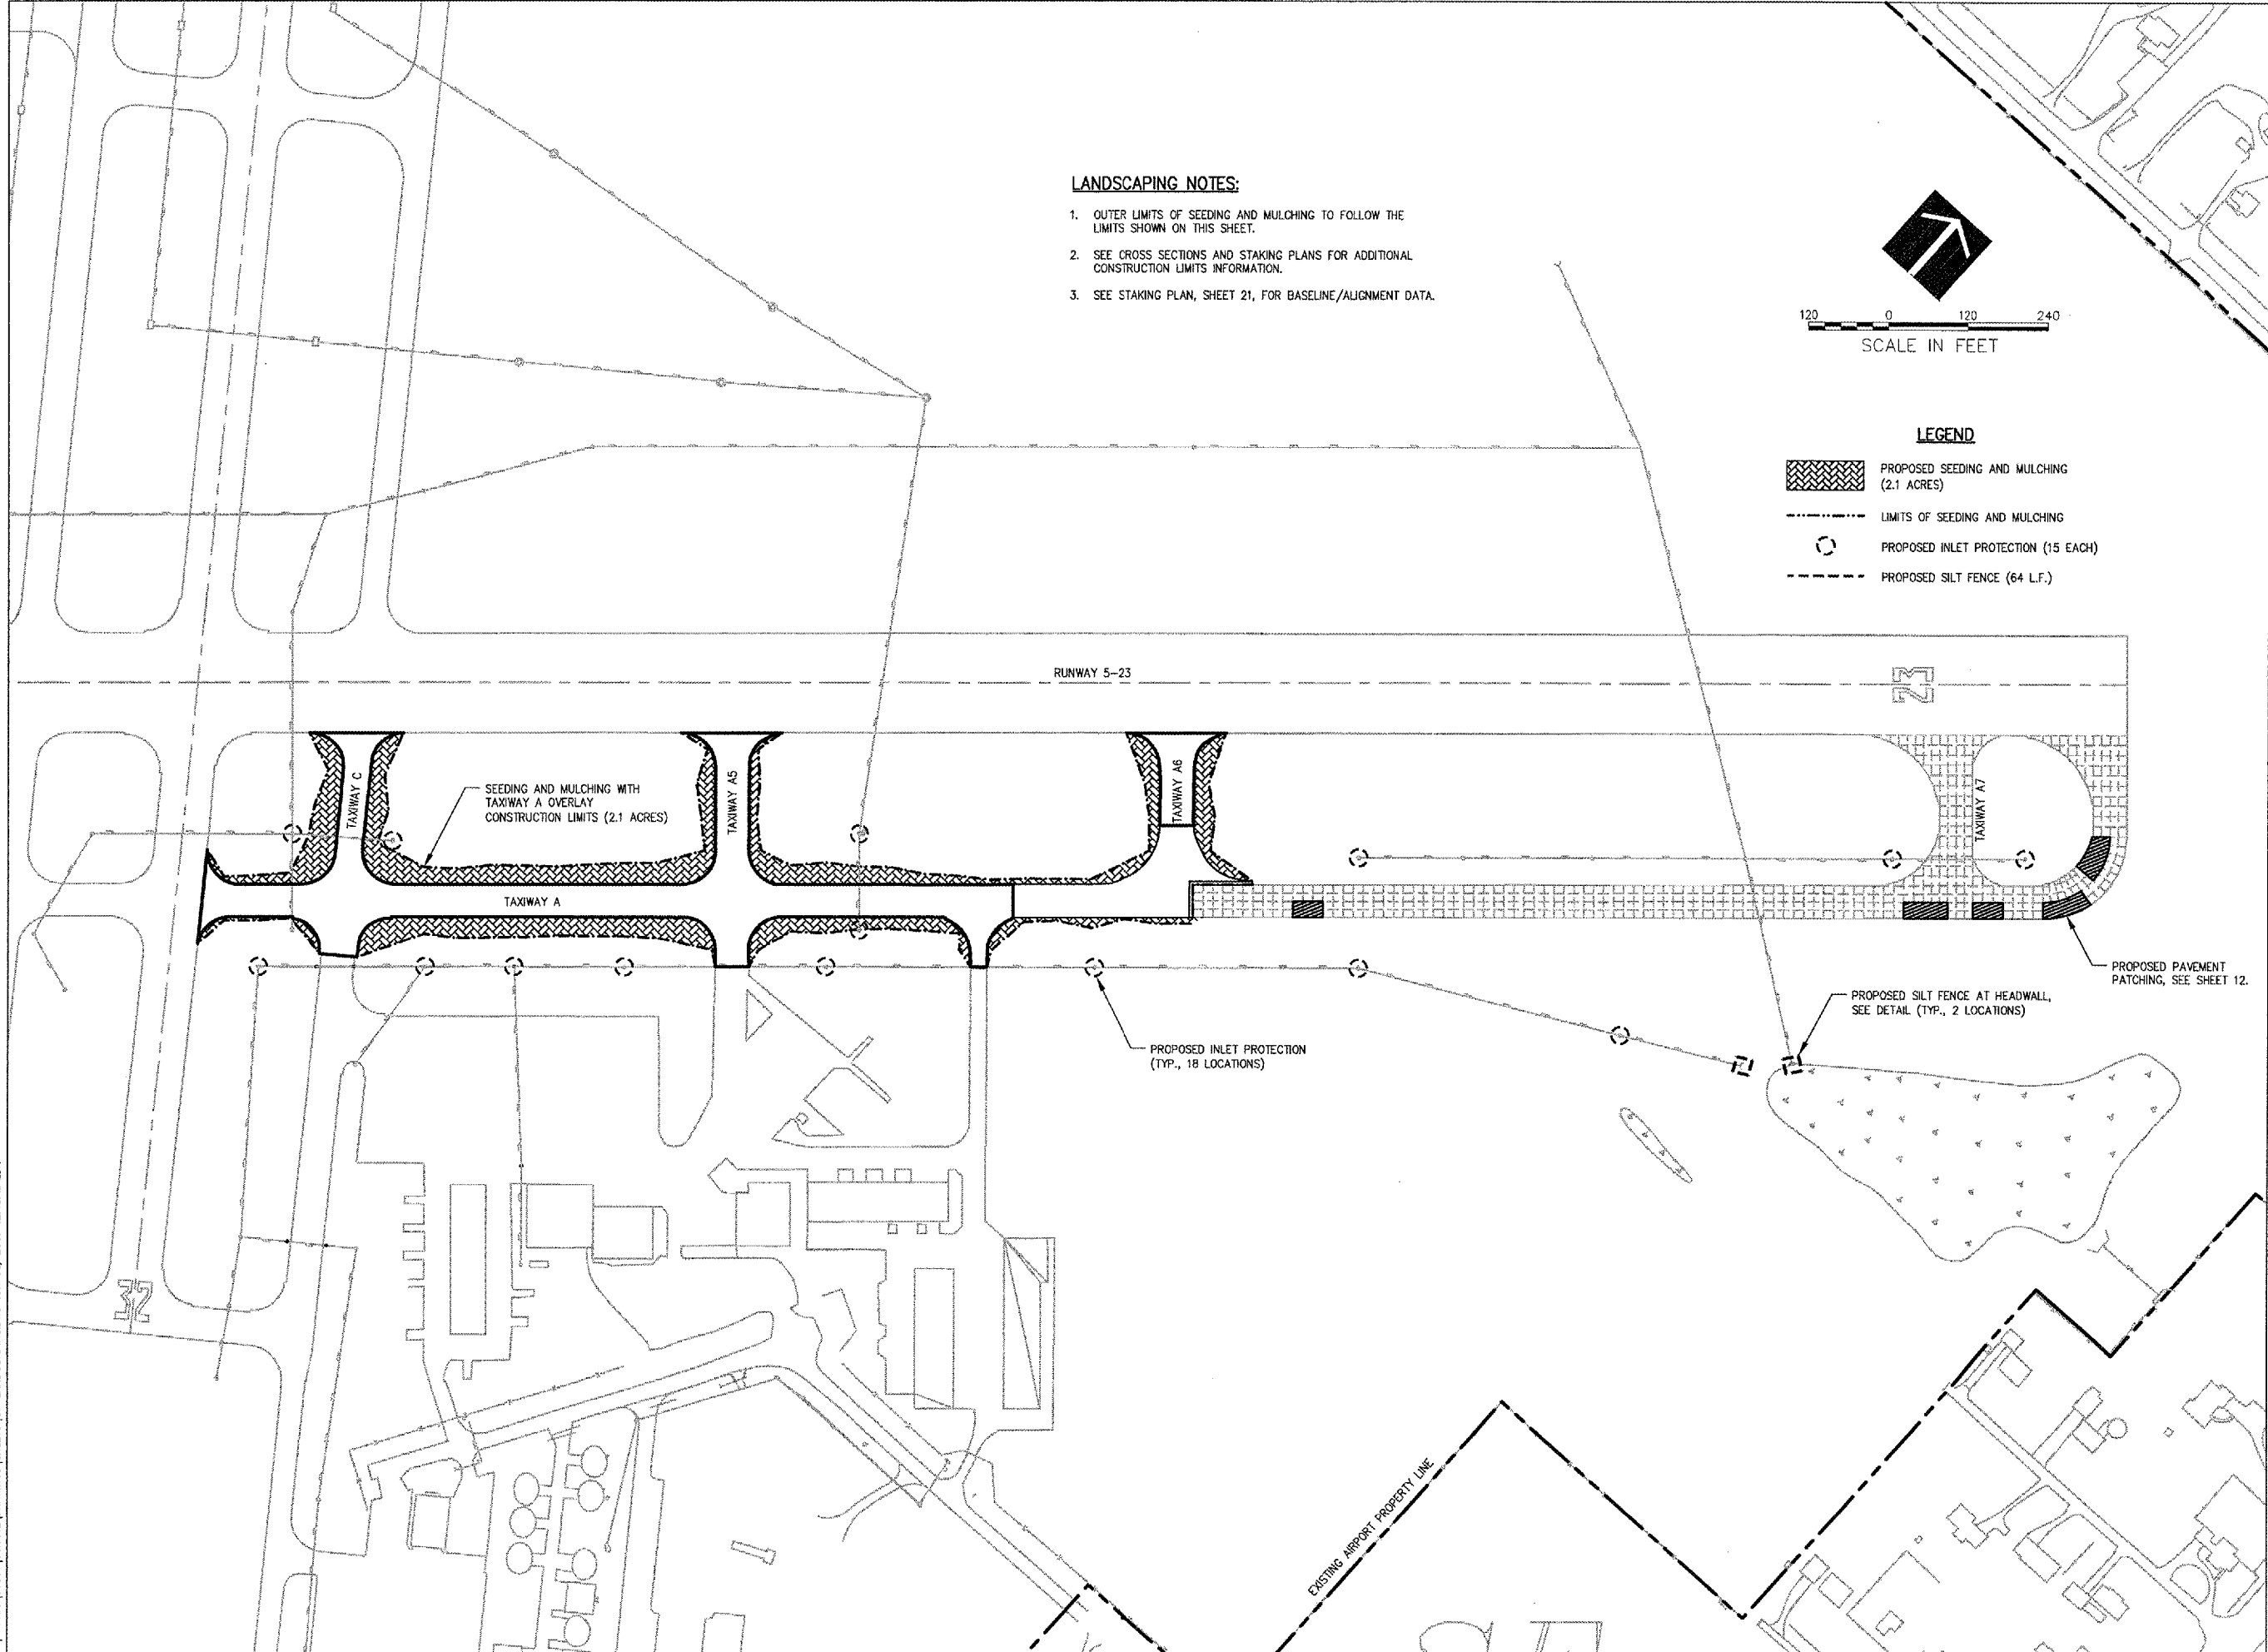 LANDSCAPING NOTES:
1. OUTER LIMITS OF SEEDING AND MULCHING TO FOLLOW THE
LIMITS SHOWN ON THIS SHEET.
2. SEE CROSS SECTIONS AND STAKING PLANS FOR ADDITIONAL
CONSTRUCTION LIMITS INFORMATION.
3. SEE STAKING PLAN, SHEET 21, FOR BASELINE/ALIGNMENT DATA.
120 0 120 240
SCALE IN FEET
LEGEND
PROPOSED SEEDING AND MULCHING
(2.1 ACRES)
LIMITS OF SEEDING AND MULCHING
PROPOSED INLET PROTECTION (15 EACH)
PROPOSED SILT FENCE (64 L.F.)
RUNWAY 5-23
23
TAXIWAY C
SEEDING AND MULCHING WITH
TAXIWAY A OVERLAY
CONSTRUCTION LIMITS (2.1 ACRES)
TAXIWAY A5
TAXIWAY A6
TAXIWAY A7
TAXIWAY A
PROPOSED PAVEMENT
PATCHING, SEE SHEET 12.
PROPOSED SILT FENCE AT HEADWALL,
SEE DETAIL (TYP., 2 LOCATIONS)
PROPOSED INLET PROTECTION
(TYP., 18 LOCATIONS)
32
EXISTING AIRPORT PROPERTY LINE